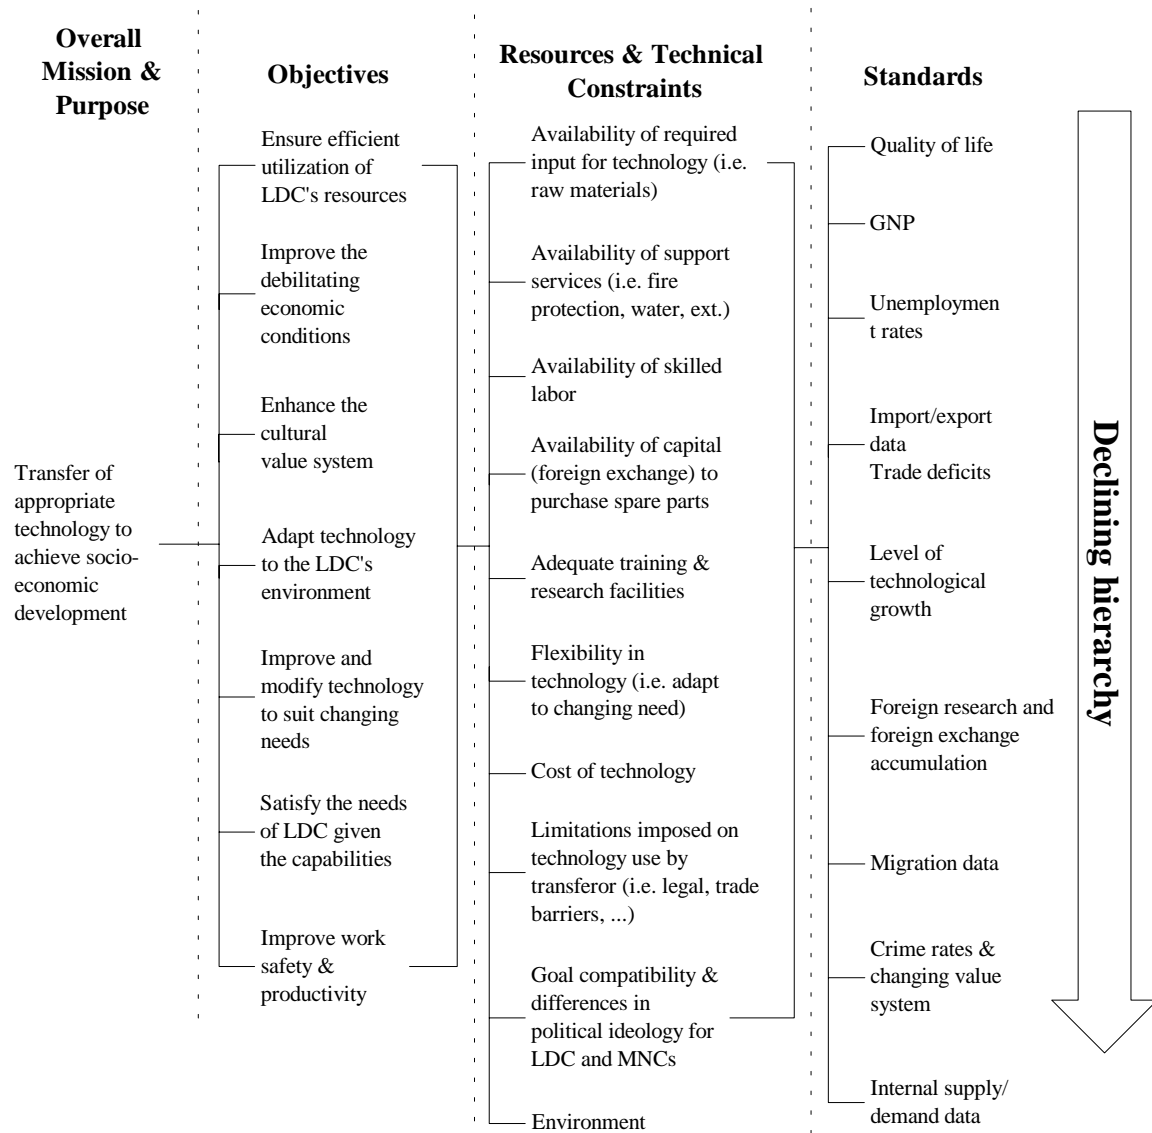 Overall
Mission &
Purpose
Transfer of
appropriate
technology to
achieve socio-
economic
development
Objectives
Ensure efficient
utilization of
LDC's resources
Improve the
debilitating
economic
conditions
Enhance the
cultural
value system
Adapt technology
to the LDC's
environment
Improve and
modify technology
to suit changing
needs
Satisfy the needs
of LDC given
the capabilities
Improve work
safety &
productivity
Resources & Technical
Constraints
Availability of required
input for technology (i.e.
raw materials)
Availability of support
services (i.e. fire
protection, water, ext.)
Availability of skilled
labor
Availability of capital
(foreign exchange) to
purchase spare parts
Adequate training &
research facilities
Flexibility in
technology (i.e. adapt
to changing need)
Cost of technology
Limitations imposed on
technology use by
transferor (i.e. legal, trade
barriers, ...)
Goal compatibility &
differences in
political ideology for
LDC and MNCs
Environment
Standards
Quality of life
GNP
Unemploymen
t rates
Import/export
data
Trade deficits
Level of
technological
growth
Foreign research and
foreign exchange
accumulation
Migration data
Crime rates &
changing value
system
Internal supply/
demand data
Declining hierarchy